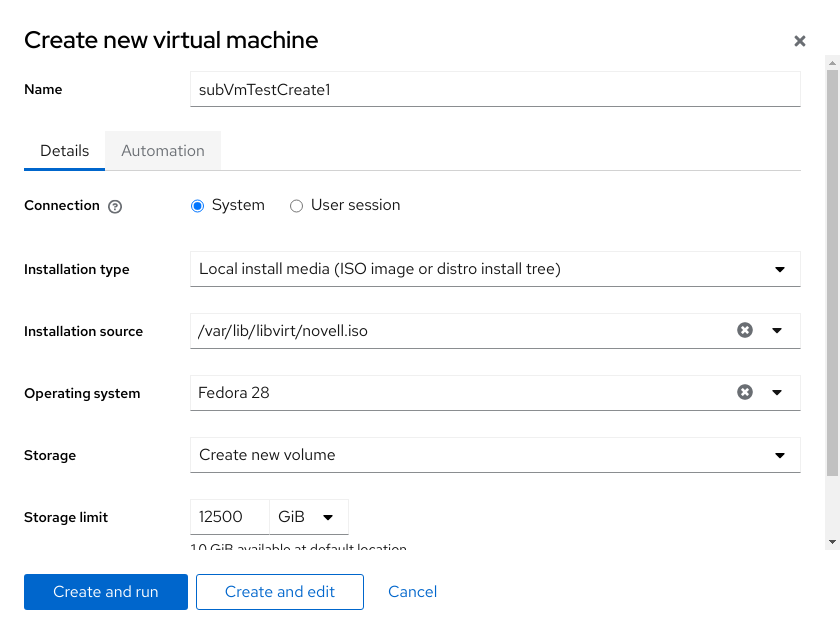 Create new virtual machine
Name
subVmTestCreate1
Details
Automation
Connection
System
User session
Installation type
Local install media (ISO image or distro install tree)
Installation source
/var/lib/libvirt/novell.iso
Operating system
Fedora 28
Storage
Create new volume
Storage limit
12500
GiB
10 GiB available at default location
Create and run
Create and edit
Cancel